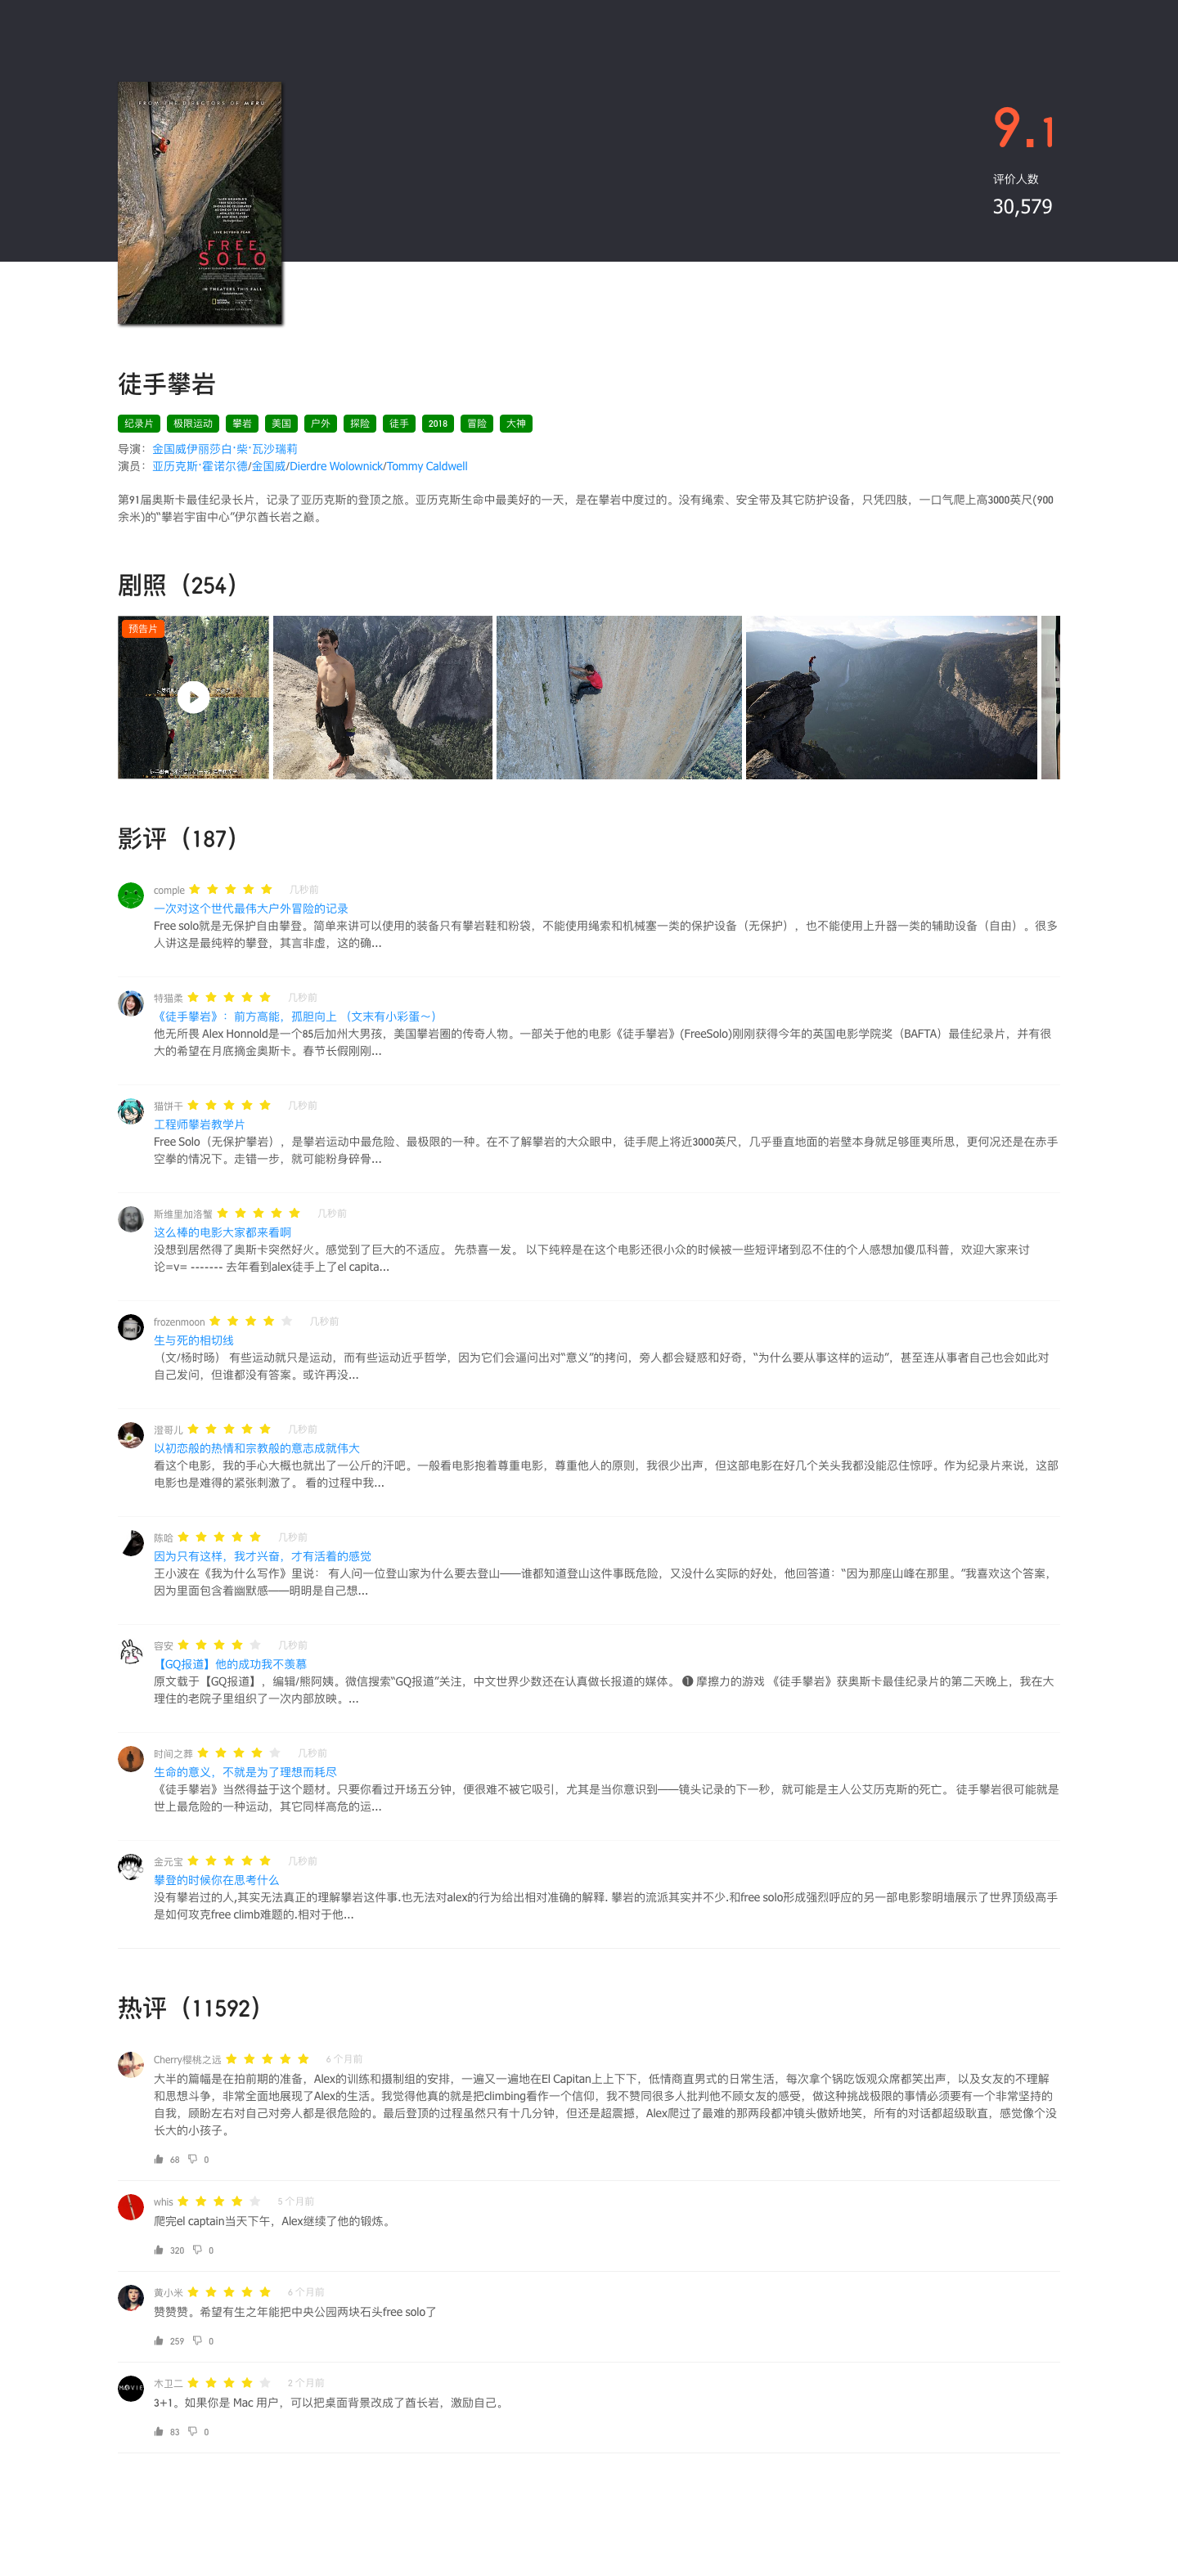 FROM THE DIRECTORS OF MERU
LIVE BEYOND FEAR
FREE
SOLO
IN THEATERS THIS FALL
9.1
评价人数
30,579
徒手攀岩
纪录片 极限运动 攀岩 美国 户外 探险 徒手 2018 冒险 大神
导演：金国威伊丽莎白·柴·瓦沙瑞莉
演员：亚历克斯·霍诺尔德/金国威/Dierdre Wolownick/Tommy Caldwell
第91届奥斯卡最佳纪录长片，记录了亚历克斯的登顶之旅。亚历克斯生命中最美好的一天，是在攀岩中度过的。没有绳索、安全带及其它防护设备，只凭四肢，一口气爬上高3000英尺(900
余米)的“攀岩宇宙中心”伊尔酋长岩之巅。
剧照（254）
预告片
影评（187）
comple 几秒前
一次对这个世代最伟大户外冒险的记录
Free solo就是无保护自由攀登。简单来讲可以使用的装备只有攀岩鞋和粉袋，不能使用绳索和机械塞一类的保护设备（无保护），也不能使用上升器一类的辅助设备（自由）。很多
人讲这是最纯粹的攀登，其言非虚，这的确...
特猫柔 几秒前
《徒手攀岩》：前方高能，孤胆向上 （文末有小彩蛋～）
他无所畏 Alex Honnold是一个85后加州大男孩，美国攀岩圈的传奇人物。一部关于他的电影《徒手攀岩》(FreeSolo)刚刚获得今年的英国电影学院奖（BAFTA）最佳纪录片，并有很
大的希望在月底摘金奥斯卡。春节长假刚刚...
猫饼干 几秒前
工程师攀岩教学片
Free Solo（无保护攀岩），是攀岩运动中最危险、最极限的一种。在不了解攀岩的大众眼中，徒手爬上将近3000英尺，几乎垂直地面的岩壁本身就足够匪夷所思，更何况还是在赤手
空拳的情况下。走错一步，就可能粉身碎骨...
斯维里加洛蟹 几秒前
这么棒的电影大家都来看啊
没想到居然得了奥斯卡突然好火。感觉到了巨大的不适应。 先恭喜一发。 以下纯粹是在这个电影还很小众的时候被一些短评堵到忍不住的个人感想加傻瓜科普，欢迎大家来讨
论=v= ------- 去年看到alex徒手上了el capita...
frozenmoon 几秒前
生与死的相切线
（文/杨时旸） 有些运动就只是运动，而有些运动近乎哲学，因为它们会逼问出对“意义”的拷问，旁人都会疑惑和好奇，“为什么要从事这样的运动”，甚至连从事者自己也会如此对
自己发问，但谁都没有答案。或许再没...
澄哥儿 几秒前
以初恋般的热情和宗教般的意志成就伟大
看这个电影，我的手心大概也就出了一公斤的汗吧。一般看电影抱着尊重电影，尊重他人的原则，我很少出声，但这部电影在好几个关头我都没能忍住惊呼。作为纪录片来说，这部
电影也是难得的紧张刺激了。 看的过程中我...
陈哈 几秒前
因为只有这样，我才兴奋，才有活着的感觉
王小波在《我为什么写作》里说： 有人问一位登山家为什么要去登山——谁都知道登山这件事既危险，又没什么实际的好处，他回答道：“因为那座山峰在那里。”我喜欢这个答案，
因为里面包含着幽默感——明明是自己想...
容安 几秒前
【GQ报道】他的成功我不羡慕
原文载于【GQ报道】，编辑/熊阿姨。微信搜索“GQ报道”关注，中文世界少数还在认真做长报道的媒体。 ❶ 摩擦力的游戏 《徒手攀岩》获奥斯卡最佳纪录片的第二天晚上，我在大
理住的老院子里组织了一次内部放映。...
时间之葬 几秒前
生命的意义，不就是为了理想而耗尽
《徒手攀岩》当然得益于这个题材。只要你看过开场五分钟，便很难不被它吸引，尤其是当你意识到——镜头记录的下一秒，就可能是主人公艾历克斯的死亡。 徒手攀岩很可能就是
世上最危险的一种运动，其它同样高危的运...
金元宝 几秒前
攀登的时候你在思考什么
没有攀岩过的人,其实无法真正的理解攀岩这件事.也无法对alex的行为给出相对准确的解释. 攀岩的流派其实并不少.和free solo形成强烈呼应的另一部电影黎明墙展示了世界顶级高手
是如何攻克free climb难题的.相对于他...
热评（11592）
Cherry樱桃之远 6 个月前
大半的篇幅是在拍前期的准备，Alex的训练和摄制组的安排，一遍又一遍地在El Capitan上上下下，低情商直男式的日常生活，每次拿个锅吃饭观众席都笑出声，以及女友的不理解
和思想斗争，非常全面地展现了Alex的生活。我觉得他真的就是把climbing看作一个信仰，我不赞同很多人批判他不顾女友的感受，做这种挑战极限的事情必须要有一个非常坚持的
自我，顾盼左右对自己对旁人都是很危险的。最后登顶的过程虽然只有十几分钟，但还是超震撼，Alex爬过了最难的那两段都冲镜头傲娇地笑，所有的对话都超级耿直，感觉像个没
长大的小孩子。
68 0
whis 5 个月前
爬完el captain当天下午，Alex继续了他的锻炼。
320 0
黄小米 6 个月前
赞赞赞。希望有生之年能把中央公园两块石头free solo了
259 0
MOVIE
木卫二 2 个月前
3+1。如果你是 Mac 用户，可以把桌面背景改成了酋长岩，激励自己。
83 0